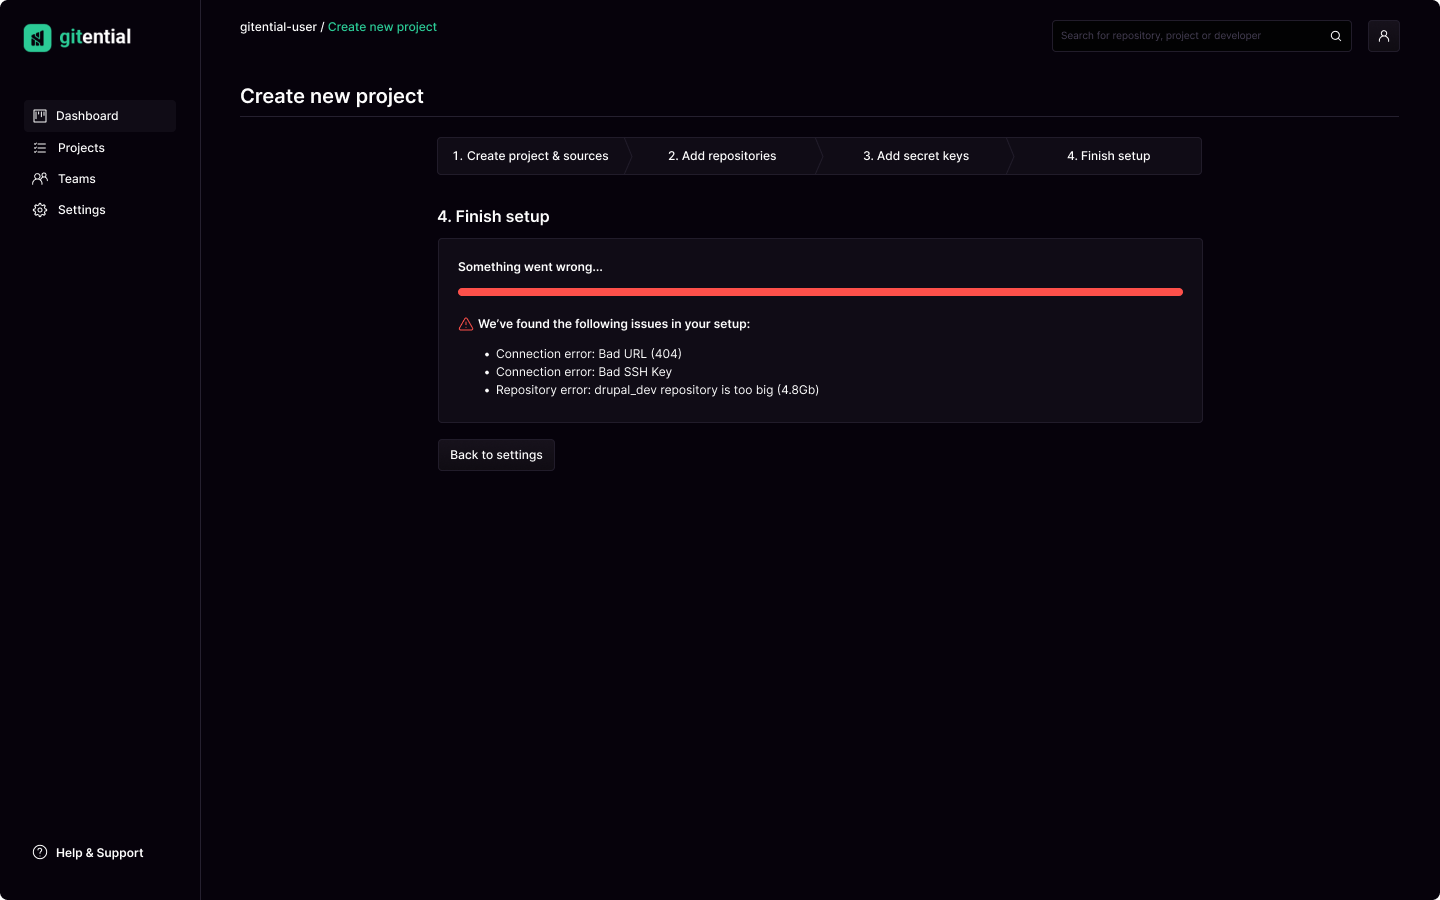 gitential
gitential-user / Create new project
Search for repository, project or developer
Dashboard
Projects
Teams
Settings
Help & Support
Create new project
1. Create project & sources
2. Add repositories
3. Add secret keys
4. Finish setup
4. Finish setup
Something went wrong...
We’ve found the following issues in your setup:
• Connection error: Bad URL (404)
• Connection error: Bad SSH Key
• Repository error: drupal_dev repository is too big (4.8Gb)
Back to settings